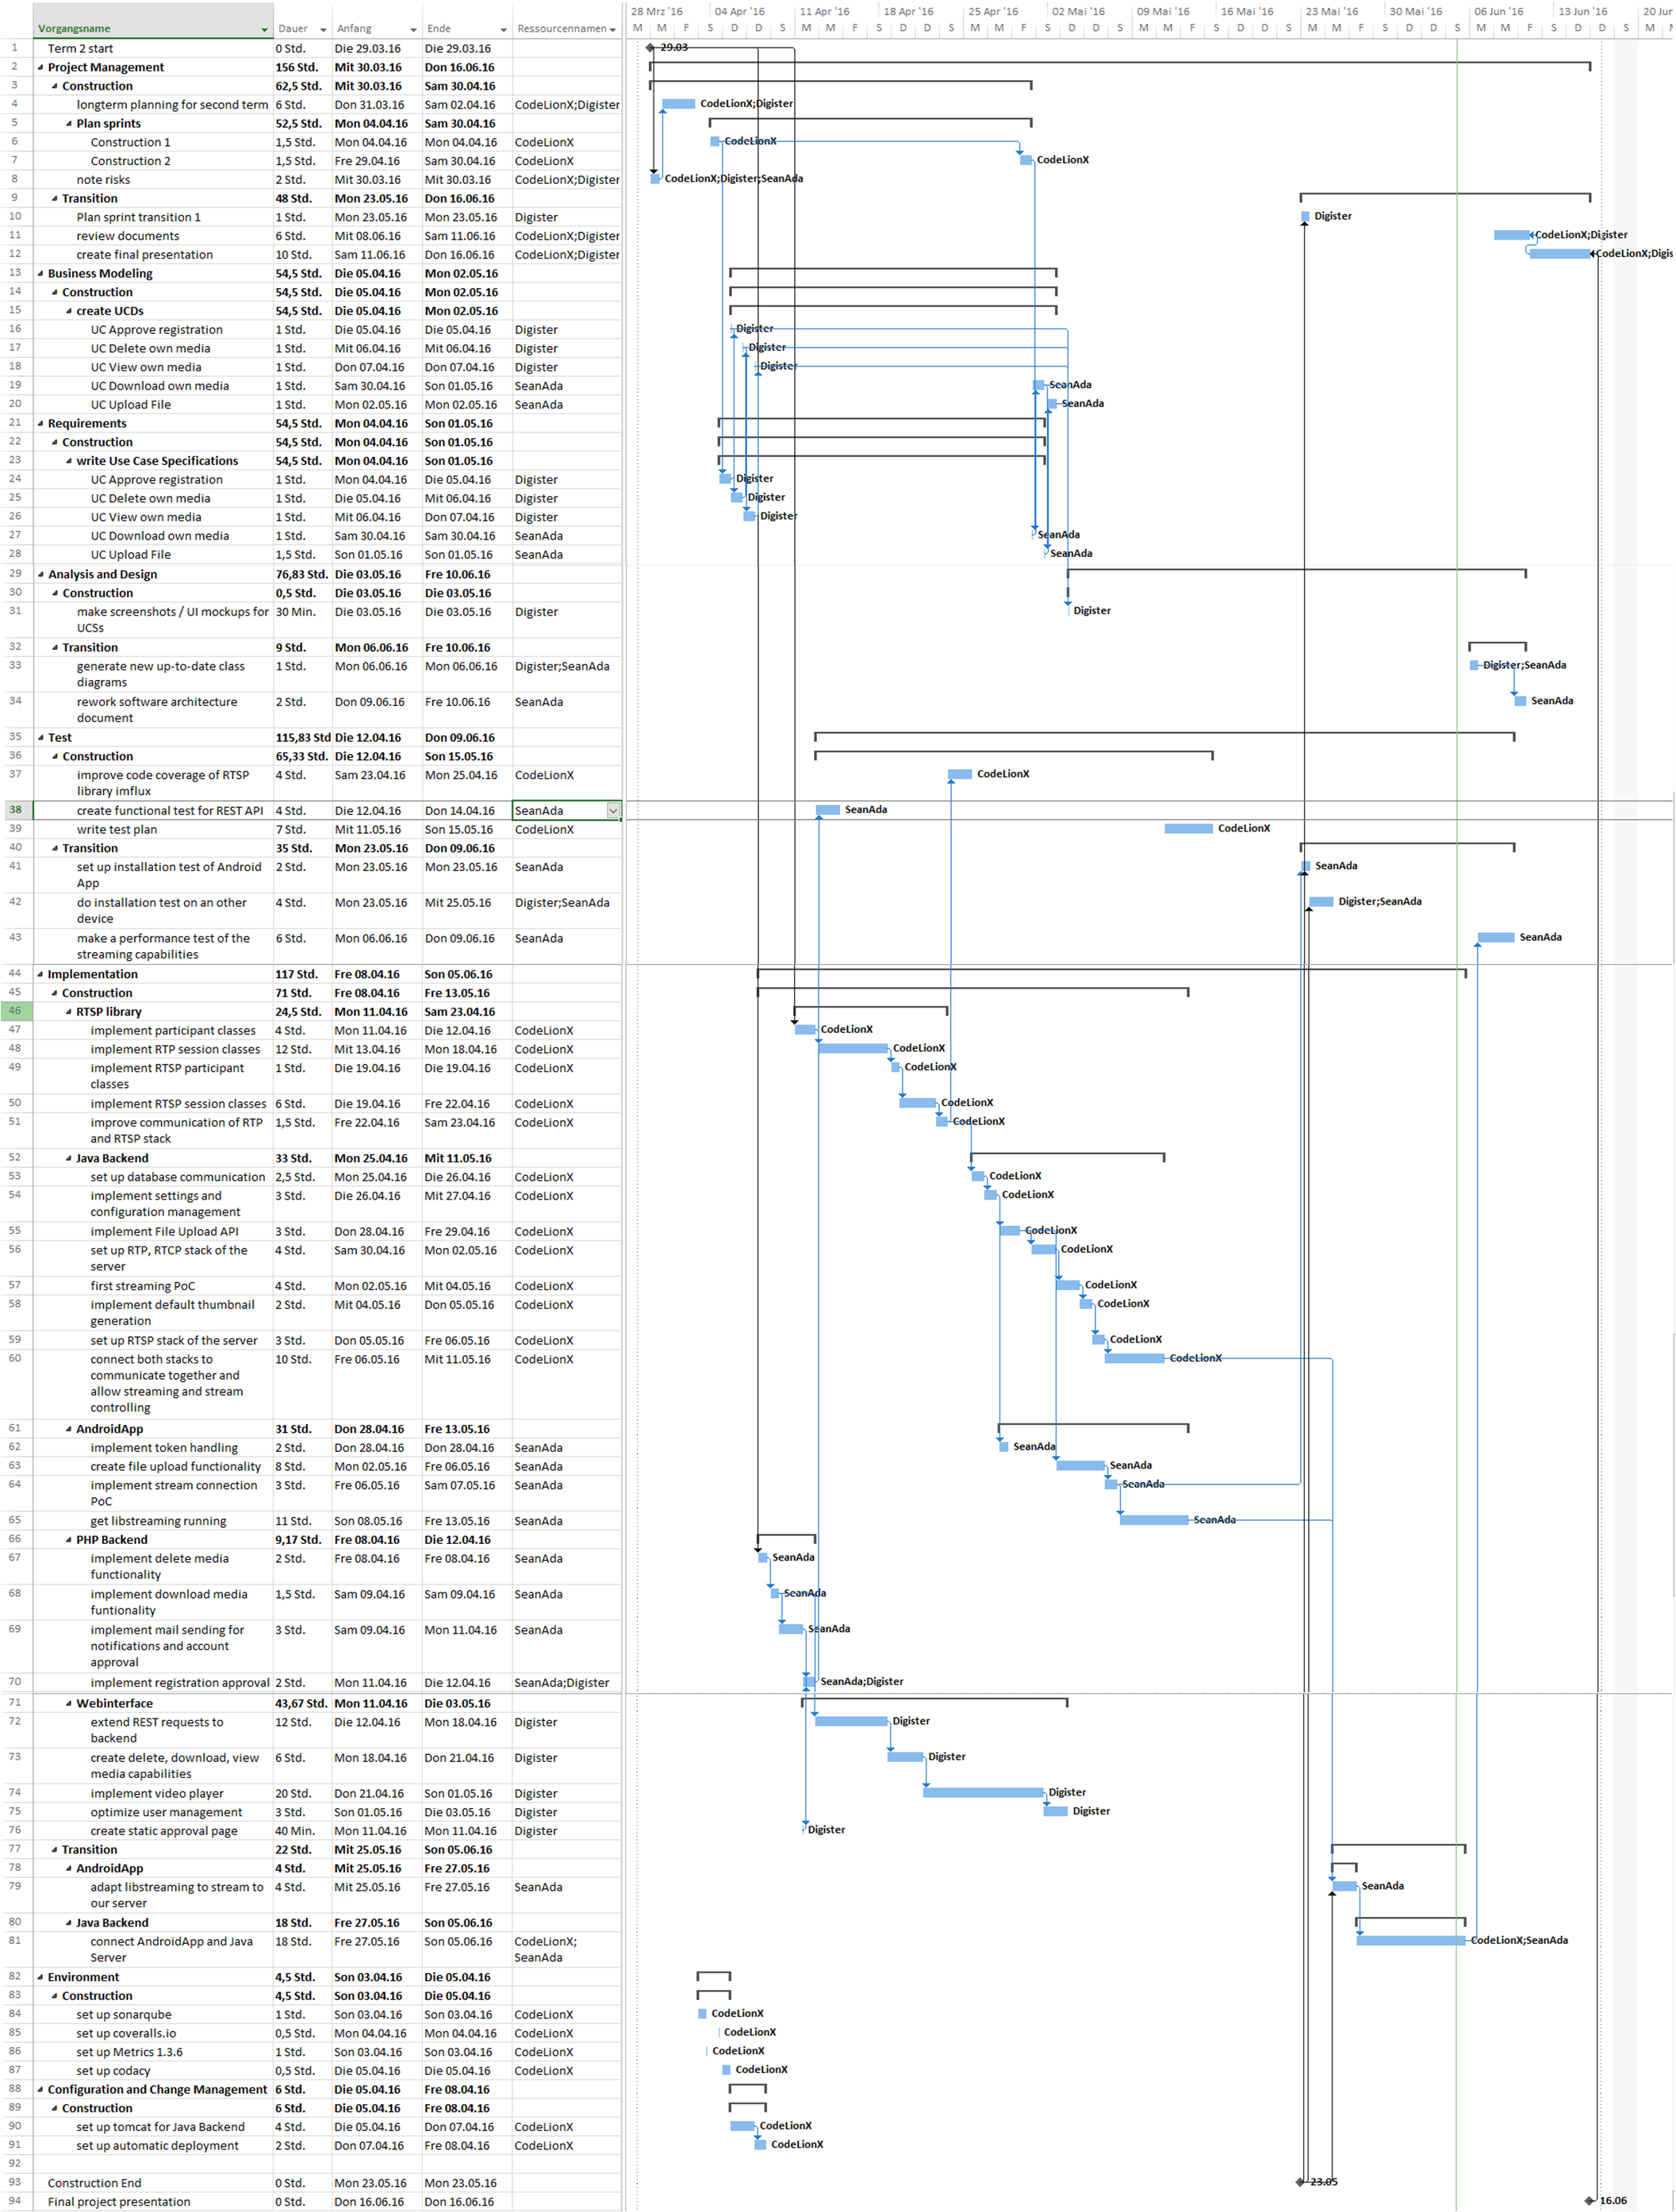 28 Mrz '16 04 Apr '16 11 Apr '16 18 Apr '16 25 Apr '16 02 Mai '16 09 Mai '16 16 Mai '16 23 Mai '16 30 Mai '16 06 Jun '16 13 Jun '16 20 Jun
Vorgangsname Dauer Anfang Ende Ressourcennamen M M F S D D M F S D D M F S D D M F S D D M F S D D M F S D D M
1 Term 2 start 0 Std. Die 29.03.16 Die 29.03.16 29.03
2 Project Management 156 Std. Mit 30.03.16 Don 16.06.16
3 Construction 62,5 Std. Mit 30.03.16 Sam 30.04.16
4 longterm planning for second term 6 Std. Don 31.03.16 Sam 02.04.16 CodeLionX;Digister CodeLionX;Digister
5 Plan sprints 52,5 Std. Mon 04.04.16 Sam 30.04.16
6 Construction 1 1,5 Std. Mon 04.04.16 Mon 04.04.16 CodeLionX CodeLionX
7 Construction 2 1,5 Std. Fre 29.04.16 Sam 30.04.16 CodeLionX CodeLionX
8 note risks 2 Std. Mit 30.03.16 Mit 30.03.16 CodeLionX;Digister CodeLionX;Digister;SeanAda
9 Transition 48 Std. Mon 23.05.16 Don 16.06.16
10 Plan sprint transition 1 1 Std. Mon 23.05.16 Mon 23.05.16 Digister Digister
11 review documents 6 Std. Mit 08.06.16 Sam 11.06.16 CodeLionX;Digister CodeLionX;Digister
12 create final presentation 10 Std. Sam 11.06.16 Don 16.06.16 CodeLionX;Digister CodeLionX;Digis
13 Business Modeling 54,5 Std. Die 05.04.16 Mon 02.05.16
14 Construction 54,5 Std. Die 05.04.16 Mon 02.05.16
15 create UCDs 54,5 Std. Die 05.04.16 Mon 02.05.16
16 UC Approve registration 1 Std. Die 05.04.16 Die 05.04.16 Digister Digister
17 UC Delete own media 1 Std. Mit 06.04.16 Mit 06.04.16 Digister Digister
18 UC View own media 1 Std. Don 07.04.16 Don 07.04.16 Digister Digister
19 UC Download own media 1 Std. Sam 30.04.16 Son 01.05.16 SeanAda SeanAda
20 UC Upload File 1 Std. Mon 02.05.16 Mon 02.05.16 SeanAda SeanAda
21 Requirements 54,5 Std. Mon 04.04.16 Son 01.05.16
22 Construction 54,5 Std. Mon 04.04.16 Son 01.05.16
23 write Use Case Specifications 54,5 Std. Mon 04.04.16 Son 01.05.16
24 UC Approve registration 1 Std. Mon 04.04.16 Die 05.04.16 Digister Digister
25 UC Delete own media 1 Std. Die 05.04.16 Mit 06.04.16 Digister Digister
26 UC View own media 1 Std. Mit 06.04.16 Don 07.04.16 Digister Digister
27 UC Download own media 1 Std. Sam 30.04.16 Sam 30.04.16 SeanAda SeanAda
28 UC Upload File 1,5 Std. Son 01.05.16 Son 01.05.16 SeanAda SeanAda
29 Analysis and Design 76,83 Std. Die 03.05.16 Fre 10.06.16
30 Construction 0,5 Std. Die 03.05.16 Die 03.05.16
31 make screenshots / UI mockups for 30 Min. Die 03.05.16 Die 03.05.16 Digister Digister
UCSs
32 Transition 9 Std. Mon 06.06.16 Fre 10.06.16
33 generate new up-to-date class 1 Std. Mon 06.06.16 Mon 06.06.16 Digister;SeanAda Digister;SeanAda
diagrams
34 rework software architecture 2 Std. Don 09.06.16 Fre 10.06.16 SeanAda SeanAda
document
35 Test 115,83 Std Die 12.04.16 Don 09.06.16
36 Construction 65,33 Std. Die 12.04.16 Son 15.05.16
37 improve code coverage of RTSP 4 Std. Sam 23.04.16 Mon 25.04.16 CodeLionX CodeLionX
library imflux
38 create functional test for REST API 4 Std. Die 12.04.16 Don 14.04.16 SeanAda SeanAda
39 write test plan 7 Std. Mit 11.05.16 Son 15.05.16 CodeLionX CodeLionX
40 Transition 35 Std. Mon 23.05.16 Don 09.06.16
41 set up installation test of Android 2 Std. Mon 23.05.16 Mon 23.05.16 SeanAda SeanAda
App
42 do installation test on an other 4 Std. Mon 23.05.16 Mit 25.05.16 Digister;SeanAda Digister;SeanAda
device
43 make a performance test of the 6 Std. Mon 06.06.16 Don 09.06.16 SeanAda SeanAda
streaming capabilities
44 Implementation 117 Std. Fre 08.04.16 Son 05.06.16
45 Construction 71 Std. Fre 08.04.16 Fre 13.05.16
46 RTSP library 24,5 Std. Mon 11.04.16 Sam 23.04.16
47 implement participant classes 4 Std. Mon 11.04.16 Die 12.04.16 CodeLionX CodeLionX
48 implement RTP session classes 12 Std. Mit 13.04.16 Mon 18.04.16 CodeLionX CodeLionX
49 implement RTSP participant 1 Std. Die 19.04.16 Die 19.04.16 CodeLionX CodeLionX
classes
50 implement RTSP session classes 6 Std. Die 19.04.16 Fre 22.04.16 CodeLionX CodeLionX
51 improve communication of RTP 1,5 Std. Fre 22.04.16 Sam 23.04.16 CodeLionX CodeLionX
and RTSP stack
52 Java Backend 33 Std. Mon 25.04.16 Mit 11.05.16
53 set up database communication 2,5 Std. Mon 25.04.16 Die 26.04.16 CodeLionX CodeLionX
54 implement settings and 3 Std. Die 26.04.16 Mit 27.04.16 CodeLionX CodeLionX
configuration management
55 implement File Upload API 3 Std. Don 28.04.16 Fre 29.04.16 CodeLionX CodeLionX
56 set up RTP, RTCP stack of the 4 Std. Sam 30.04.16 Mon 02.05.16 CodeLionX CodeLionX
server
57 first streaming PoC 4 Std. Mon 02.05.16 Mit 04.05.16 CodeLionX CodeLionX
58 implement default thumbnail 2 Std. Mit 04.05.16 Don 05.05.16 CodeLionX CodeLionX
generation
59 set up RTSP stack of the server 3 Std. Don 05.05.16 Fre 06.05.16 CodeLionX CodeLionX
60 connect both stacks to 10 Std. Fre 06.05.16 Mit 11.05.16 CodeLionX CodeLionX
communicate together and
allow streaming and stream
controlling
61 AndroidApp 31 Std. Don 28.04.16 Fre 13.05.16
62 implement token handling 2 Std. Don 28.04.16 Don 28.04.16 SeanAda SeanAda
63 create file upload functionality 8 Std. Mon 02.05.16 Fre 06.05.16 SeanAda SeanAda
64 implement stream connection 3 Std. Fre 06.05.16 Sam 07.05.16 SeanAda SeanAda
PoC
65 get libstreaming running 11 Std. Son 08.05.16 Fre 13.05.16 SeanAda SeanAda
66 PHP Backend 9,17 Std. Fre 08.04.16 Die 12.04.16
67 implement delete media 2 Std. Fre 08.04.16 Fre 08.04.16 SeanAda SeanAda
functionality
68 implement download media 1,5 Std. Sam 09.04.16 Sam 09.04.16 SeanAda SeanAda
funtionality
69 implement mail sending for 3 Std. Sam 09.04.16 Mon 11.04.16 SeanAda SeanAda
notifications and account
approval
70 implement registration approval 2 Std. Mon 11.04.16 Die 12.04.16 SeanAda;Digister SeanAda;Digister
71 Webinterface 43,67 Std. Mon 11.04.16 Die 03.05.16
72 extend REST requests to 12 Std. Die 12.04.16 Mon 18.04.16 Digister Digister
backend
73 create delete, download, view 6 Std. Mon 18.04.16 Don 21.04.16 Digister Digister
media capabilities
74 implement video player 20 Std. Don 21.04.16 Son 01.05.16 Digister Digister
75 optimize user management 3 Std. Son 01.05.16 Die 03.05.16 Digister Digister
76 create static approval page 40 Min. Mon 11.04.16 Mon 11.04.16 Digister Digister
77 Transition 22 Std. Mit 25.05.16 Son 05.06.16
78 AndroidApp 4 Std. Mit 25.05.16 Fre 27.05.16
79 adapt libstreaming to stream to 4 Std. Mit 25.05.16 Fre 27.05.16 SeanAda SeanAda
our server
80 Java Backend 18 Std. Fre 27.05.16 Son 05.06.16
81 connect AndroidApp and Java 18 Std. Fre 27.05.16 Son 05.06.16 CodeLionX; CodeLionX;SeanAda
Server SeanAda
82 Environment 4,5 Std. Son 03.04.16 Die 05.04.16
83 Construction 4,5 Std. Son 03.04.16 Die 05.04.16
84 set up sonarqube 1 Std. Son 03.04.16 Son 03.04.16 CodeLionX CodeLionX
85 set up coveralls.io 0,5 Std. Mon 04.04.16 Mon 04.04.16 CodeLionX CodeLionX
86 set up Metrics 1.3.6 1 Std. Son 03.04.16 Son 03.04.16 CodeLionX CodeLionX
87 set up codacy 0,5 Std. Die 05.04.16 Die 05.04.16 CodeLionX CodeLionX
88 Configuration and Change Management 6 Std. Die 05.04.16 Fre 08.04.16
89 Construction 6 Std. Die 05.04.16 Fre 08.04.16
90 set up tomcat for Java Backend 4 Std. Die 05.04.16 Don 07.04.16 CodeLionX CodeLionX
91 set up automatic deployment 2 Std. Don 07.04.16 Fre 08.04.16 CodeLionX CodeLionX
92
93 Construction End 0 Std. Mon 23.05.16 Mon 23.05.16 23.05
94 Final project presentation 0 Std. Don 16.06.16 Don 16.06.16 16.06